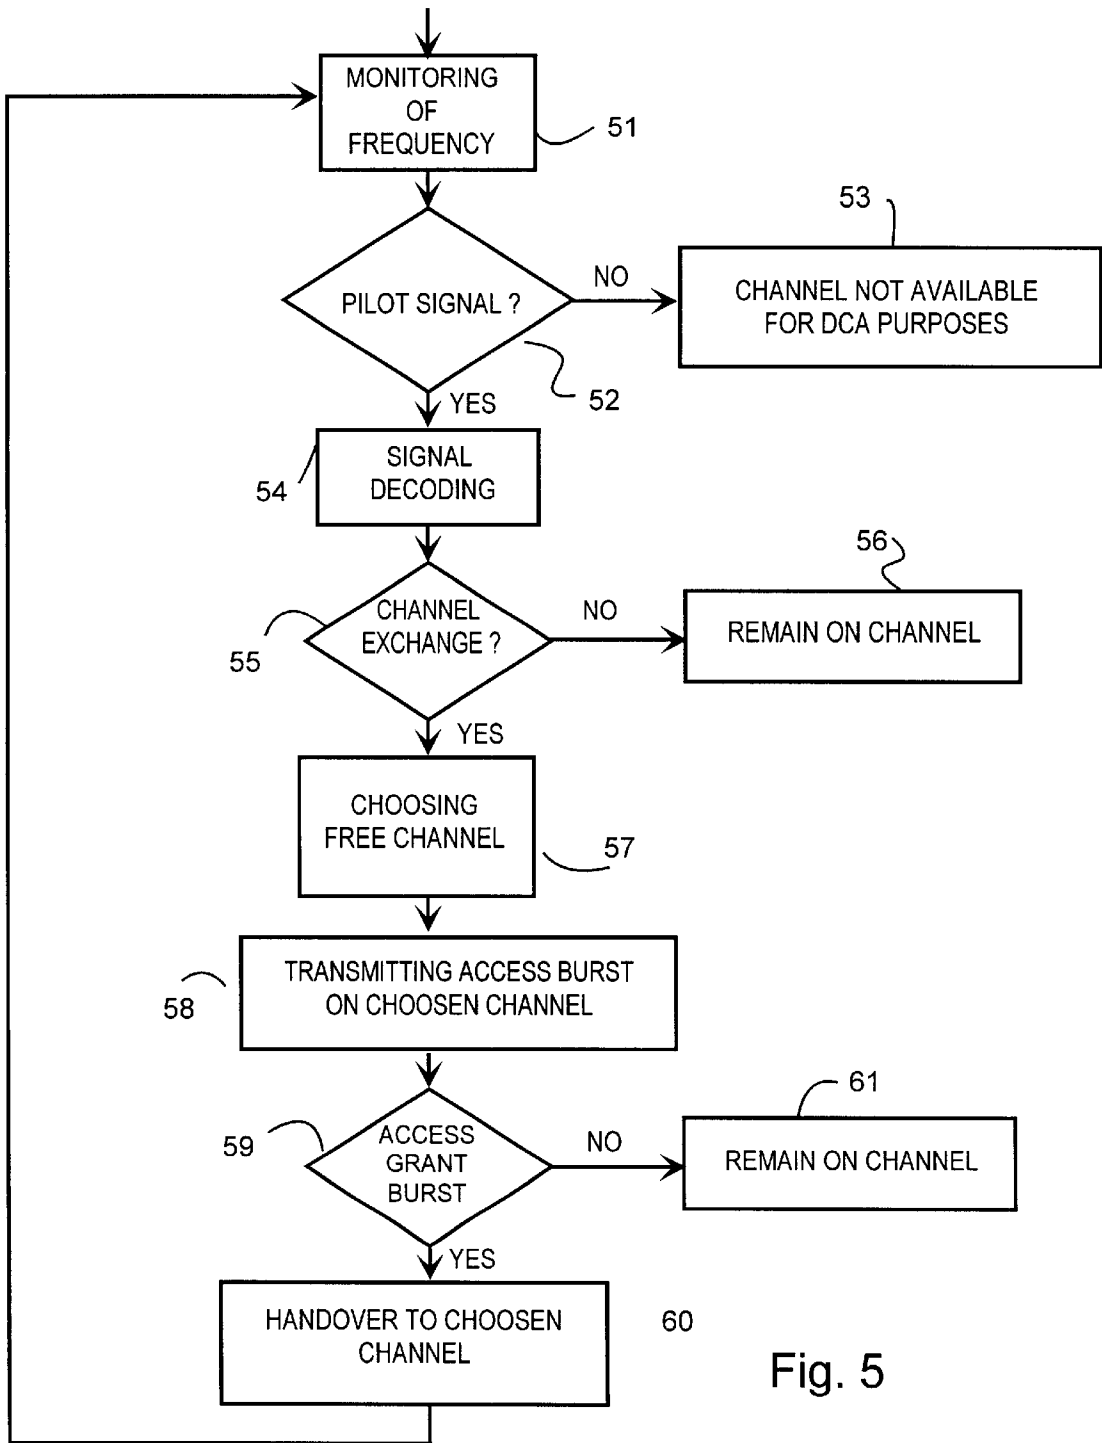 MONITORING
OF
FREQUENCY
51
53
PILOT SIGNAL ?
NO
CHANNEL NOT AVAILABLE
FOR DCA PURPOSES
52
YES
54
SIGNAL
DECODING
56
55
CHANNEL
EXCHANGE ?
NO
REMAIN ON CHANNEL
YES
CHOOSING
FREE CHANNEL
57
58
TRANSMITTING ACCESS BURST
ON CHOOSEN CHANNEL
61
59
ACCESS
GRANT
BURST
NO
REMAIN ON CHANNEL
YES
HANDOVER TO CHOOSEN
CHANNEL
60
Fig. 5